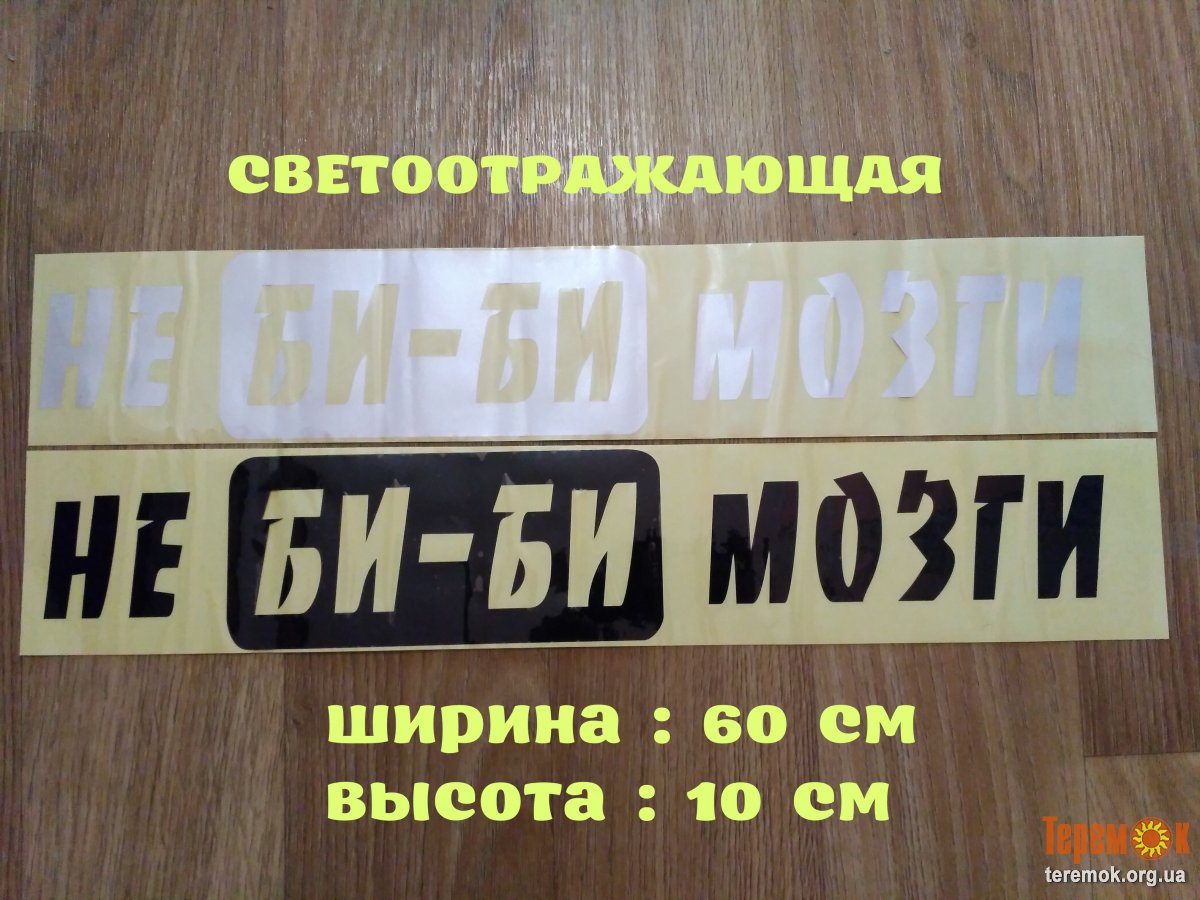 СВЕТООТРАЖАЮЩАЯ
НЕ БИ-БИ МОЗГИ
НЕ БИ-БИ МОЗГИ
ширина : 60 см
высота : 10 см
Теремок
teremok.org.ua